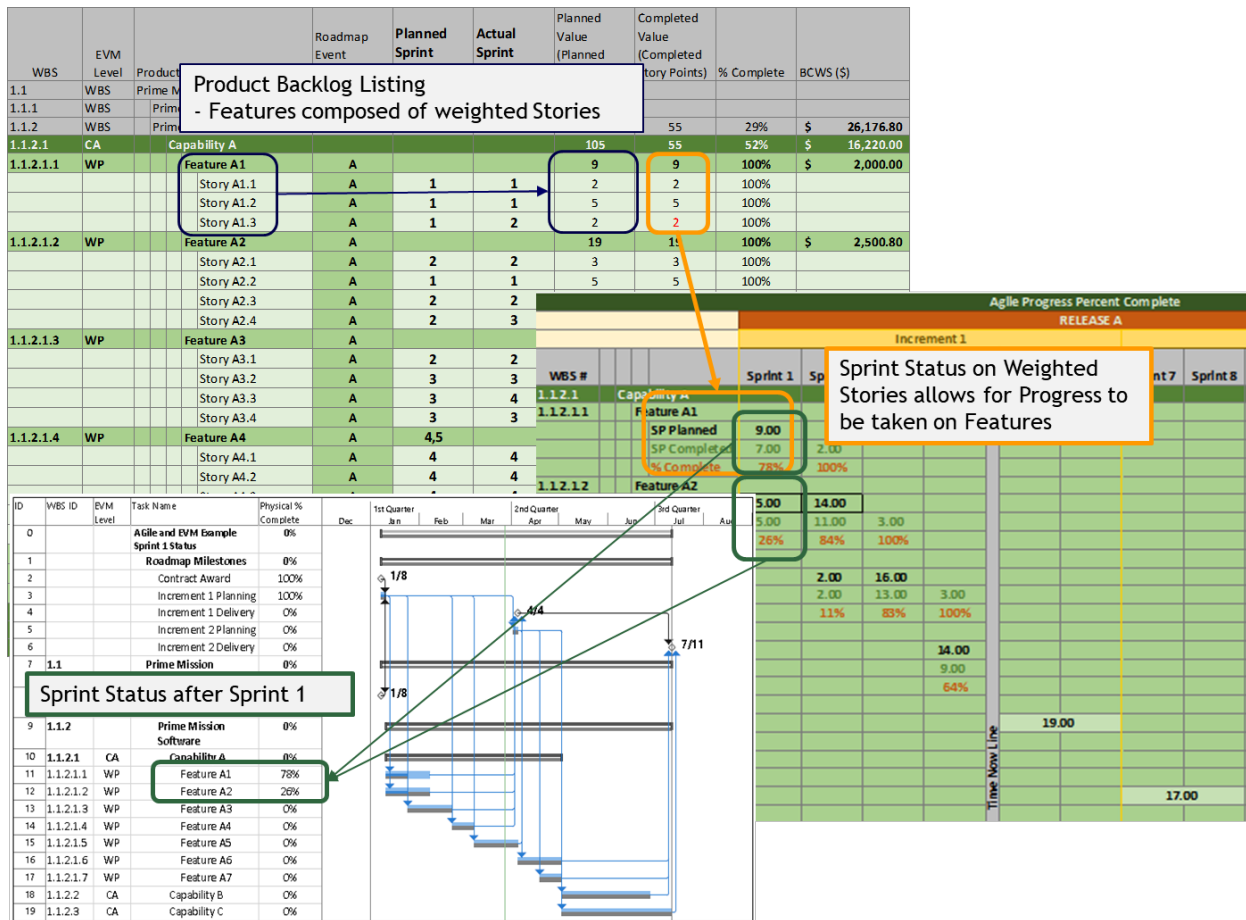 Planned Completed
Roadmap Planned Actual Value Value
EVM Event Sprint Sprint (Planned (Completed
WBS Level Product tory Points) % Complete BCWS ($)
1.1 WBS Prime M
1.1.1 WBS Prim
1.1.2 WBS Prim 55 29% $ 26,176.80
Product Backlog Listing
- Features composed of weighted Stories
1.1.2.1 CA Capability A 105 55 52% $ 16,220.00
1.1.2.1.1 WP Feature A1 A 9 9 100% $ 2,000.00
Story A1.1 A 1 1 2 2 100%
Story A1.2 A 1 1 5 5 100%
Story A1.3 A 1 2 2 2 100%
1.1.2.1.2 WP Feature A2 A 19 19 100% $ 2,500.80
Story A2.1 A 2 2 3 3 100%
Story A2.2 A 1 1 5 5 100%
Story A2.3 A 2 2
Story A2.4 A 2 3
1.1.2.1.3 WP Feature A3 A
Story A3.1 A 2 2
Story A3.2 A 3 3
Story A3.3 A 3 4
Story A3.4 A 3 3
1.1.2.1.4 WP Feature A4 A 4,5
Story A4.1 A 4 4
Story A4.2 A 4 4
Agile Progress Percent Complete
RELEASE A
Increment 1
WBS # Sprint 1 Sp nt 7 Sprint 8
Sprint Status on Weighted
Stories allows for Progress to
be taken on Features
1.1.2.1 Capability A
1.1.2.1.1 Feature A1
SP Planned 9.00
SP Completed 7.00 2.00
% Complete 78% 100%
1.1.2.1.2 Feature A2
5.00 14.00
5.00 11.00 3.00
26% 84% 100%
2.00 16.00
2.00 13.00 3.00
11% 83% 100%
14.00
9.00
64%
19.00
17.00
Time Now Line
ID WBS ID EVM Level Task Name Physical % Complete
1st Quarter 2nd Quarter 3rd Quarter
Dec Jan Feb Mar Apr May Jun Jul Au
0 AGile and EVM Example 0%
Sprint 1 Status
1 Roadmap Milestones 0%
2 Contract Award 100% 1/8
3 Increment 1 Planning 100%
4 Increment 1 Delivery 0% 4/4
5 Increment 2 Planning 0%
6 Increment 2 Delivery 0% 7/11
7 1.1 Prime Mission 0%
Sprint Status after Sprint 1
1/8
9 1.1.2 Prime Mission 0%
Software
10 1.1.2.1 CA Capability A 0%
11 1.1.2.1.1 WP Feature A1 78%
12 1.1.2.1.2 WP Feature A2 26%
13 1.1.2.1.3 WP Feature A3 0%
14 1.1.2.1.4 WP Feature A4 0%
15 1.1.2.1.5 WP Feature A5 0%
16 1.1.2.1.6 WP Feature A6 0%
17 1.1.2.1.7 WP Feature A7 0%
18 1.1.2.2 CA Capability B 0%
19 1.1.2.3 CA Capability C 0%